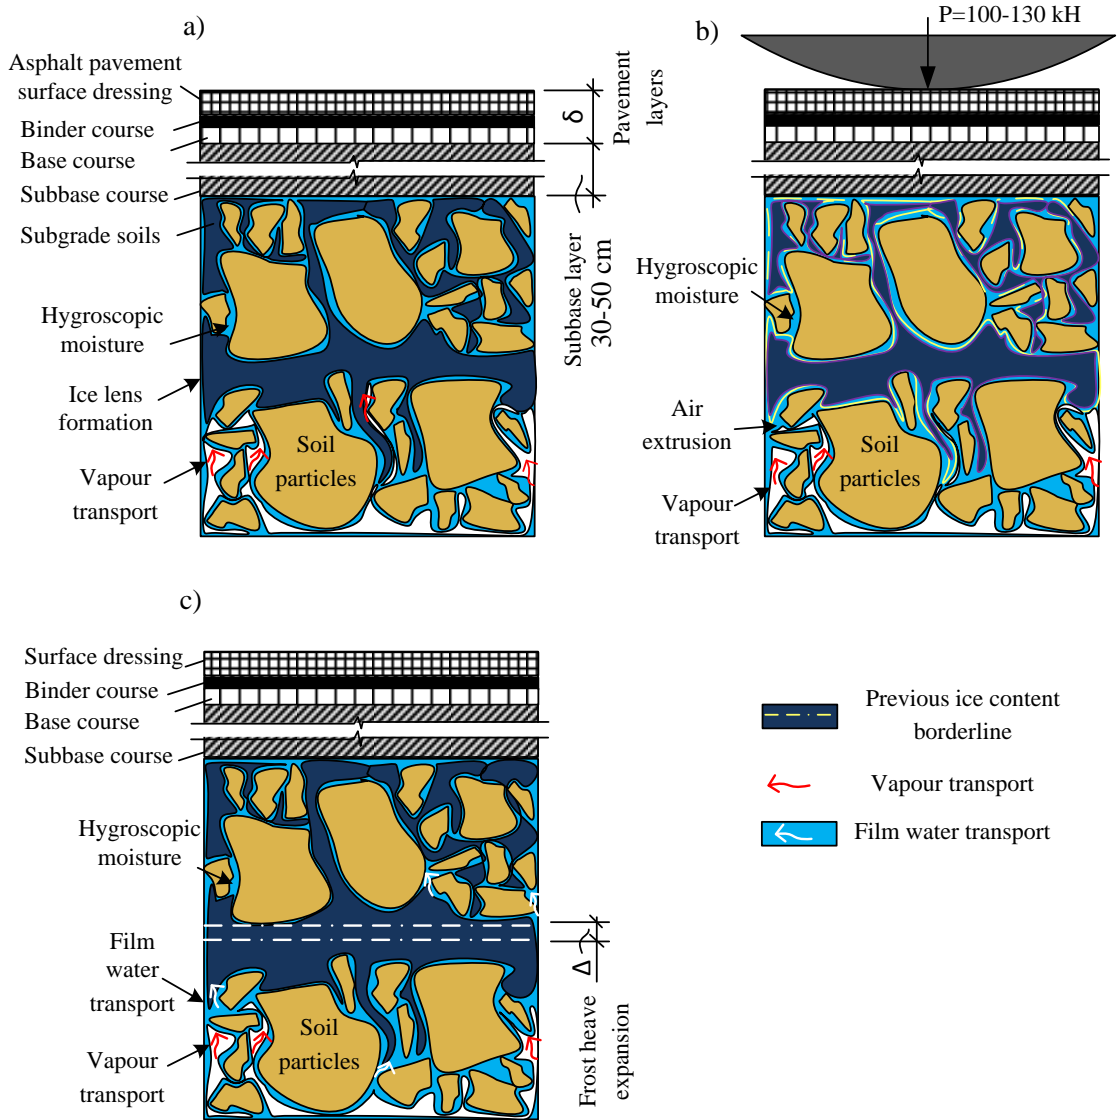 a)
Asphalt pavement
surface dressing
Binder course
Base course
Subbase course
Subgrade soils
Hygroscopic
moisture
Ice lens
formation
Vapour
transport
Soil
particles
δ
Pavement
layers
Subbase layer
30-50 cm
b)
P=100-130 kH
Hygroscopic
moisture
Air
extrusion
Vapour
transport
Soil
particles
c)
Surface dressing
Binder course
Base course
Subbase course
Hygroscopic
moisture
Film
water
transport
Vapour
transport
Soil
particles
Δ
Frost heave
expansion
Previous ice content
borderline
Vapour transport
Film water transport